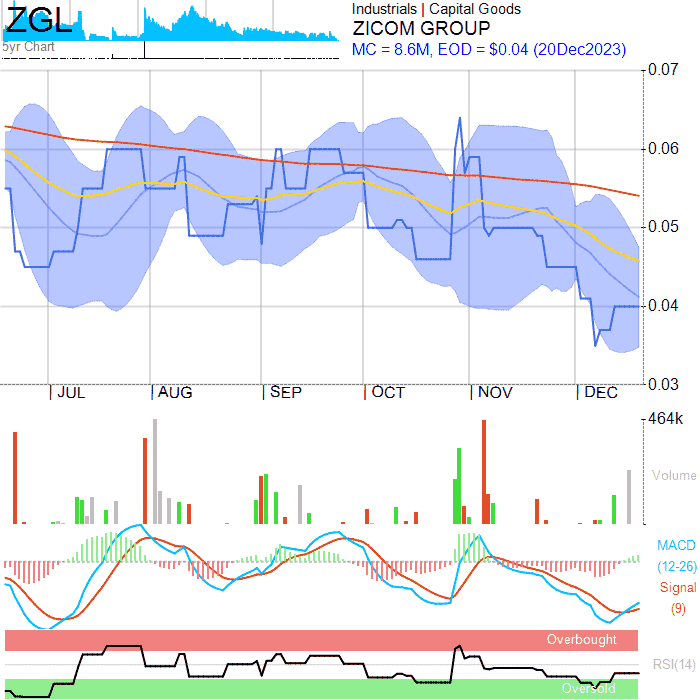 ZGL
5yr Chart
Industrials | Capital Goods
ZICOM GROUP
MC = 8.6M, EOD = $0.04 (20Dec2023)
0.07
0.06
0.05
0.04
0.03
JUL
AUG
SEP
OCT
NOV
DEC
464k
Volume
MACD
(12-26)
Signal
(9)
Overbought
RSI(14)
Oversold